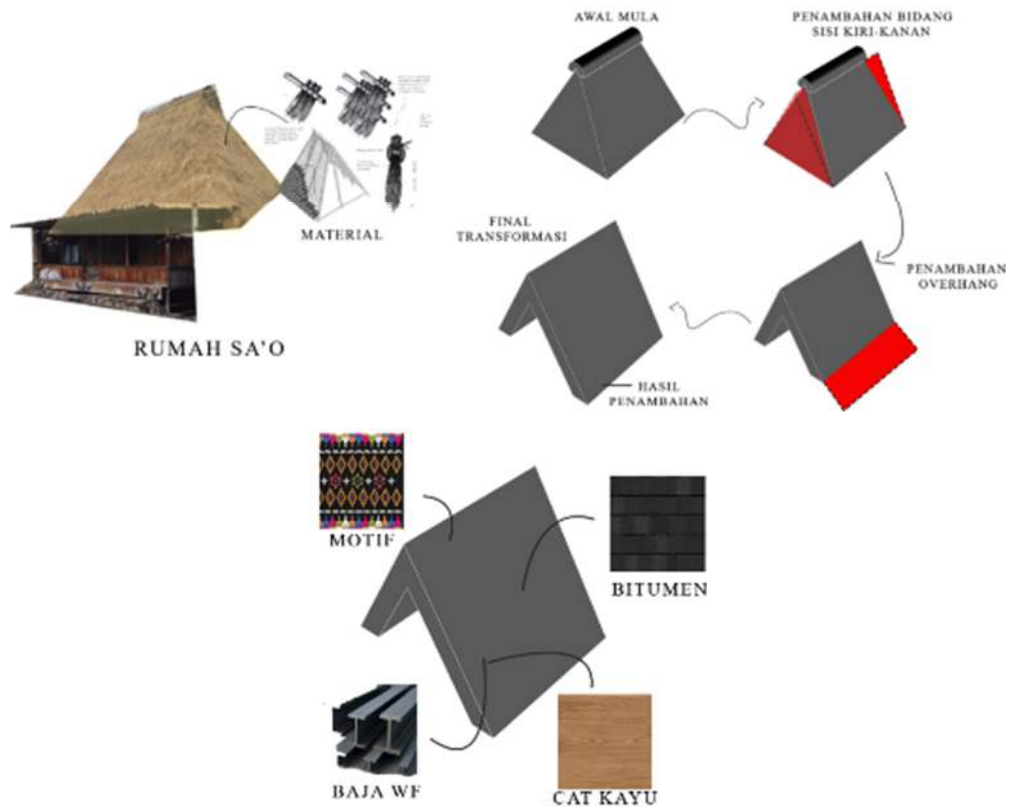 AWAL MULA
PENAMBAHAN BIDANG
SISI KIRI-KANAN
MATERIAL
RUMAH SA'O
FINAL
TRANSFORMASI
PENAMBAHAN
OVERHANG
HASIL
PENAMBAHAN
MOTIF
BITUMEN
BAJA WF
CAT KAYU